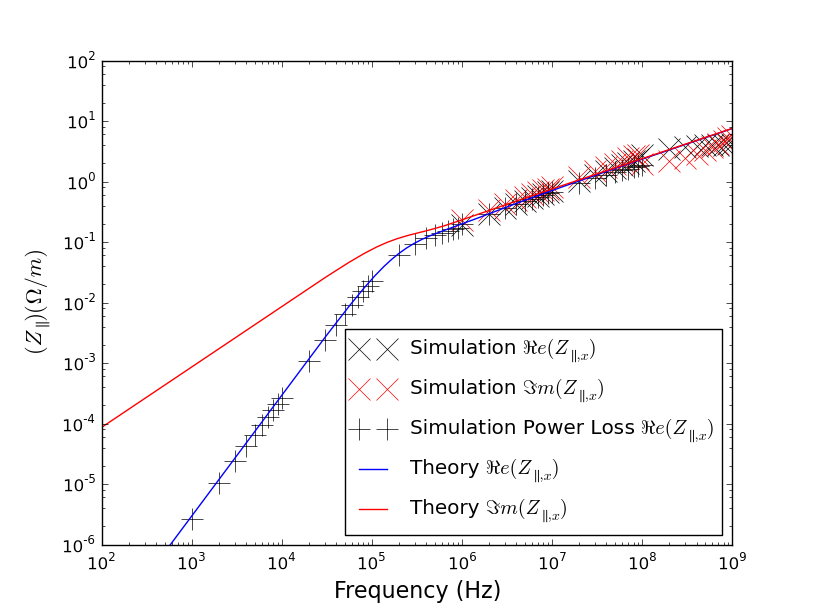 10²
10¹
10⁰
10⁻¹
10⁻²
10⁻³
10⁻⁴
10⁻⁵
10⁻⁶
(Z∥)(Ω/m)
Simulation ℜe(Z∥,x)
Simulation ℑm(Z∥,x)
Simulation Power Loss ℜe(Z∥,x)
Theory ℜe(Z∥,x)
Theory ℑm(Z∥,x)
10² 10³ 10⁴ 10⁵ 10⁶ 10⁷ 10⁸ 10⁹
Frequency (Hz)